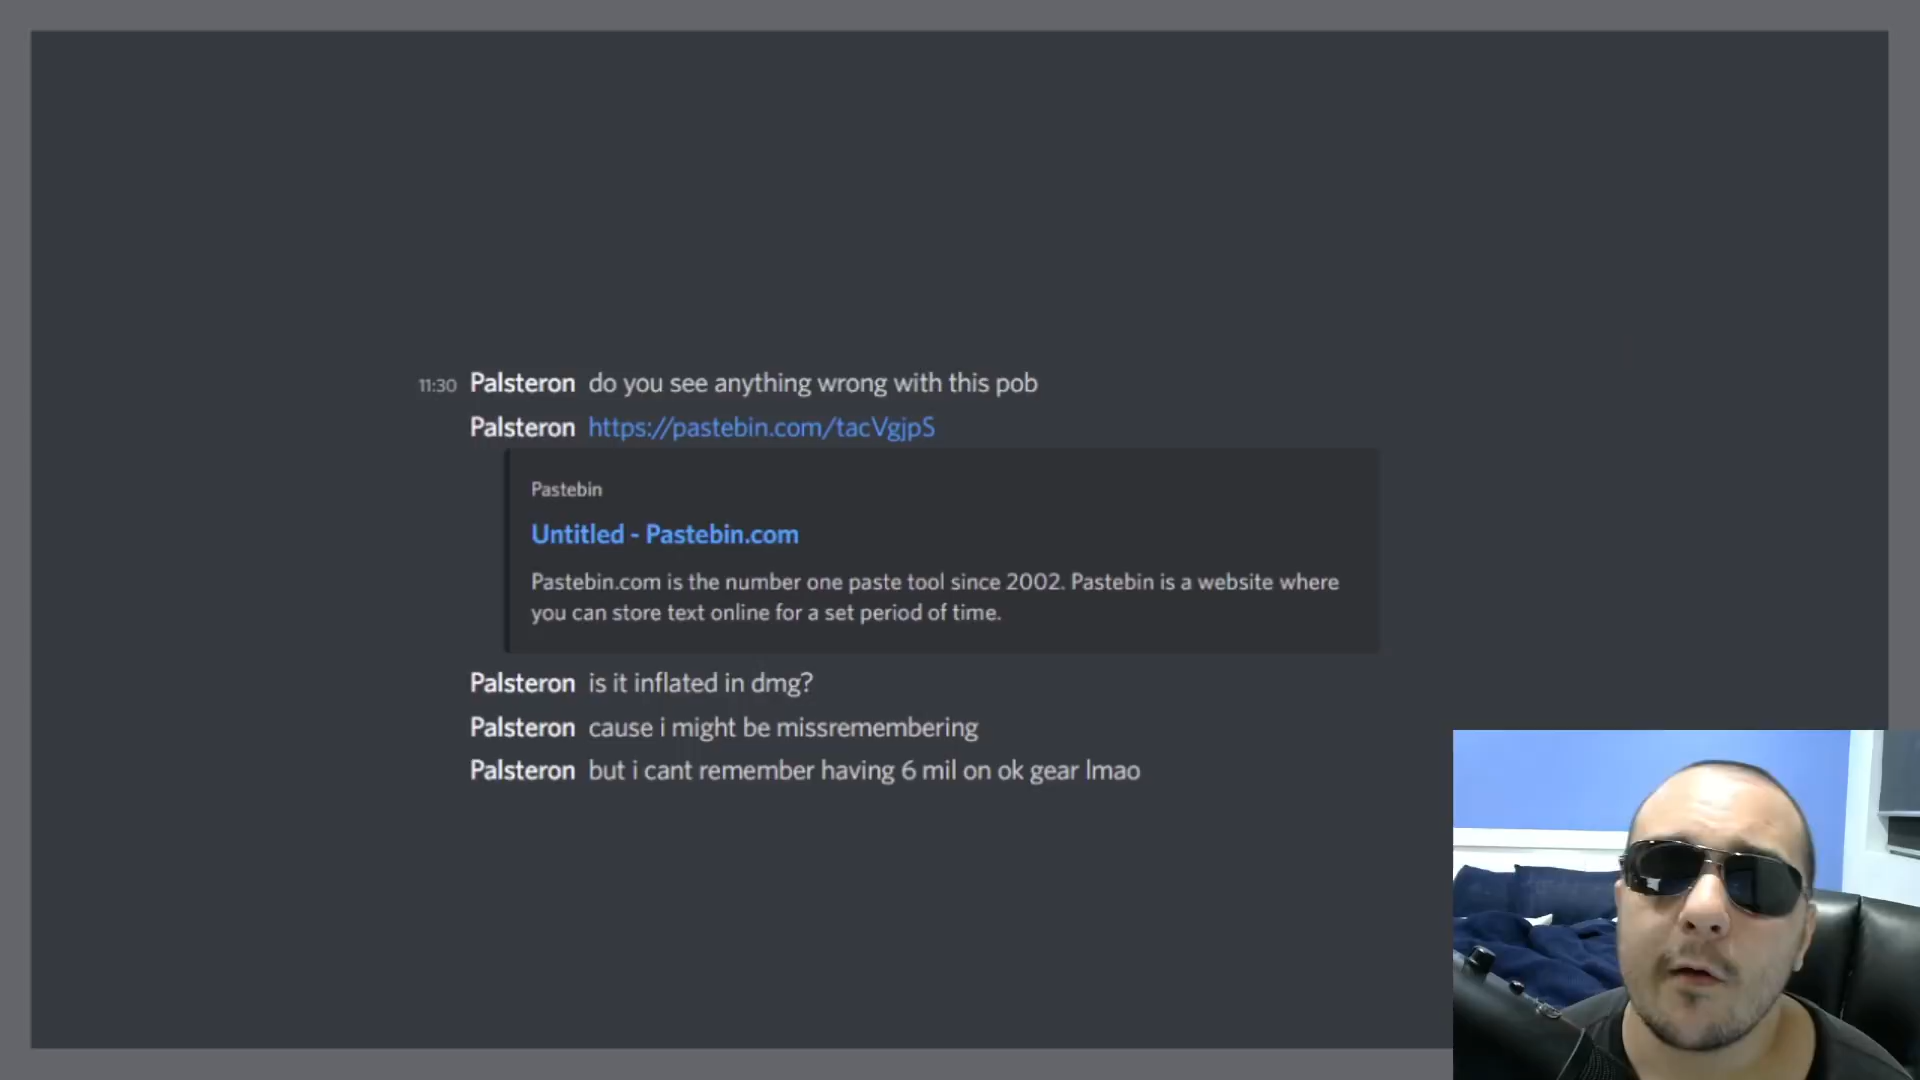 11:30 Palsteron do you see anything wrong with this pob
Palsteron https://pastebin.com/tacVgjpS
Pastebin
Untitled - Pastebin.com
Pastebin.com is the number one paste tool since 2002. Pastebin is a website where
you can store text online for a set period of time.
Palsteron is it inflated in dmg?
Palsteron cause i might be missremembering
Palsteron but i cant remember having 6 mil on ok gear lmao